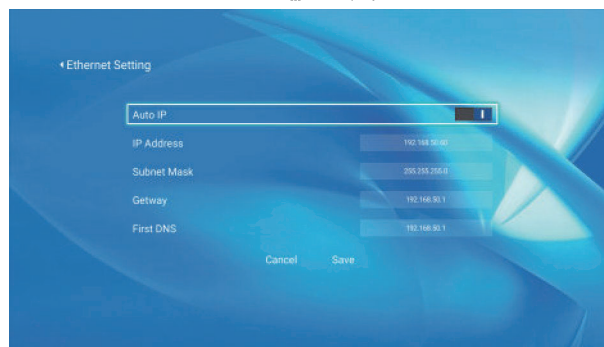 Ethernet Setting
Auto IP
IP Address 192.168.50.60
Subnet Mask 255.255.255.0
Getway 192.168.50.1
First DNS 192.168.50.1
Cancel Save